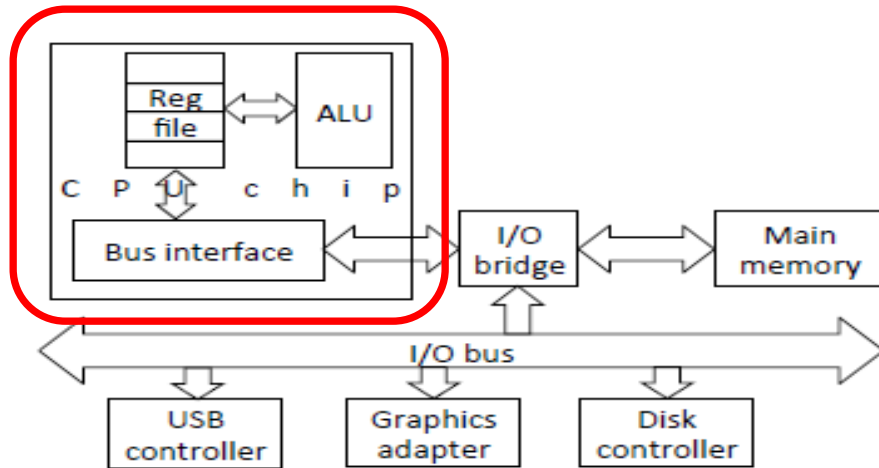 Reg
file
ALU
C P U c h i p
Bus interface
I/O
bridge
Main
memory
I/O bus
USB
controller
Graphics
adapter
Disk
controller